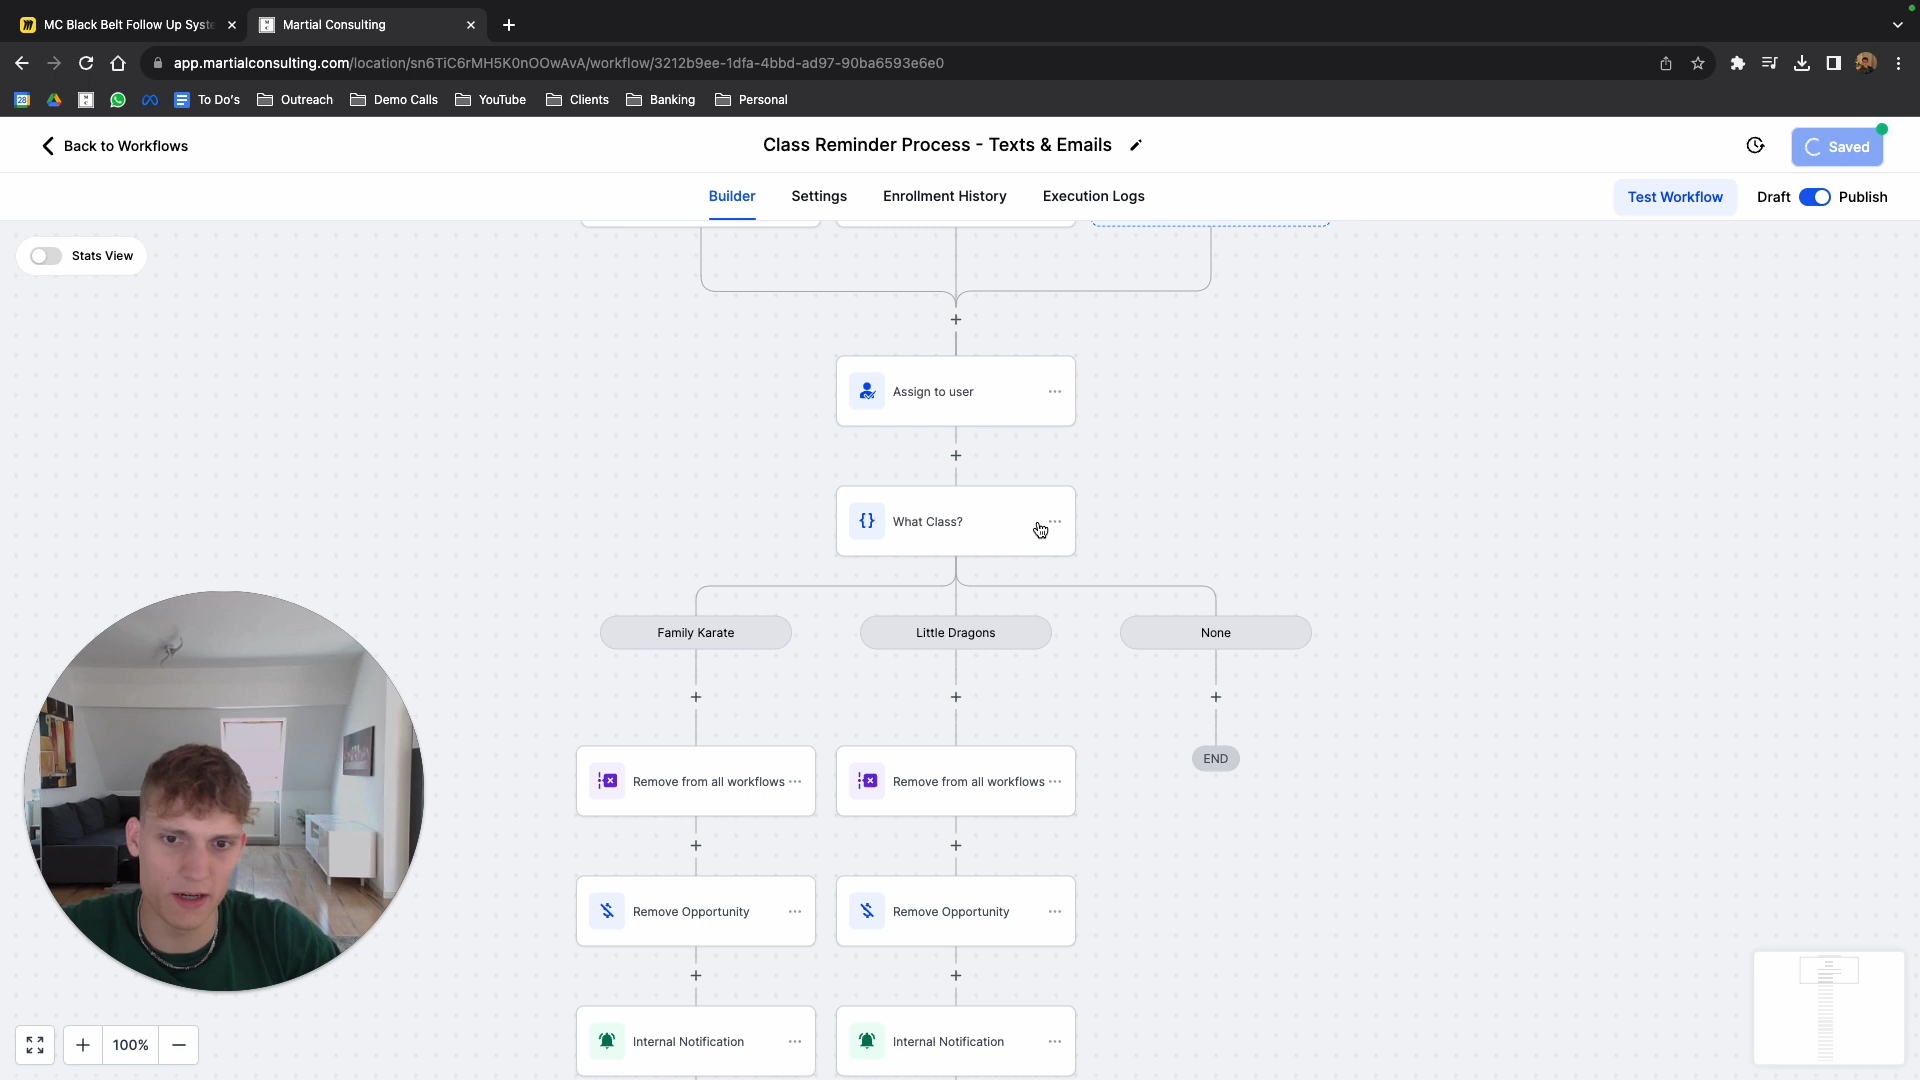 MC Black Belt Follow Up Syste
Martial Consulting
app.martialconsulting.com/location/sn6TiC6rMH5K0nOOwAvA/workflow/3212b9ee-1dfa-4bbd-ad97-90ba6593e6e0
28
To Do's
Outreach
Demo Calls
YouTube
Clients
Banking
Personal
Back to Workflows
Class Reminder Process - Texts & Emails
Saved
Builder
Settings
Enrollment History
Execution Logs
Test Workflow
Draft
Publish
Stats View
Assign to user
What Class?
Family Karate
Little Dragons
None
Remove from all workflows
Remove from all workflows
END
Remove Opportunity
Remove Opportunity
Internal Notification
Internal Notification
100%